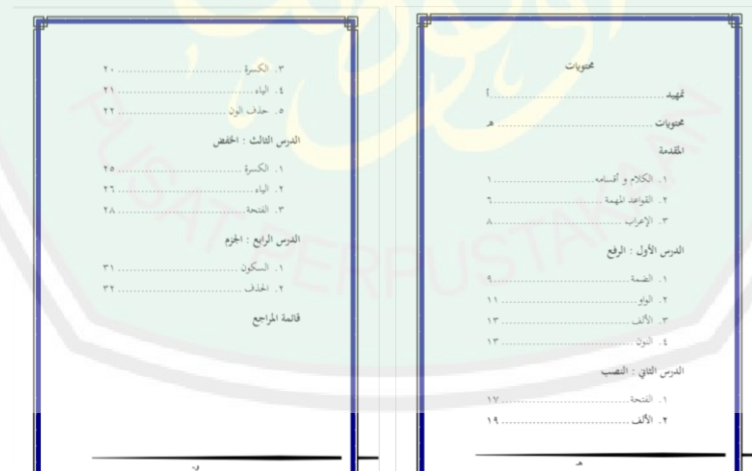 محتويات
تمهيد ........ أ
محتويات ........ هـ
المقدمة
١. الكلام و أقسامه ........ ١
٢. القواعد المهمة ........ ٦
٣. الإعراب ........ ٨
الدرس الأول : الرفع
١. الضمة ........ ٩
٢. الواو ........ ١١
٣. الألف ........ ١٣
٤. النون ........ ١٣
الدرس الثاني : النصب
١. الفتحة ........ ١٧
٢. الألف ........ ١٩
هـ
٣. الكسرة ........ ٢٠
٤. الياء ........ ٢١
٥. حذف الون ........ ٢٢
الدرس الثالث : الخفض
١. الكسرة ........ ٢٥
٢. الياء ........ ٢٦
٣. الفتحة ........ ٢٨
الدرس الرابع : الجزم
١. السكون ........ ٣١
٢. الحذف ........ ٣٢
قائمة المراجع
و
PUSAT PERPUSTAKAAN